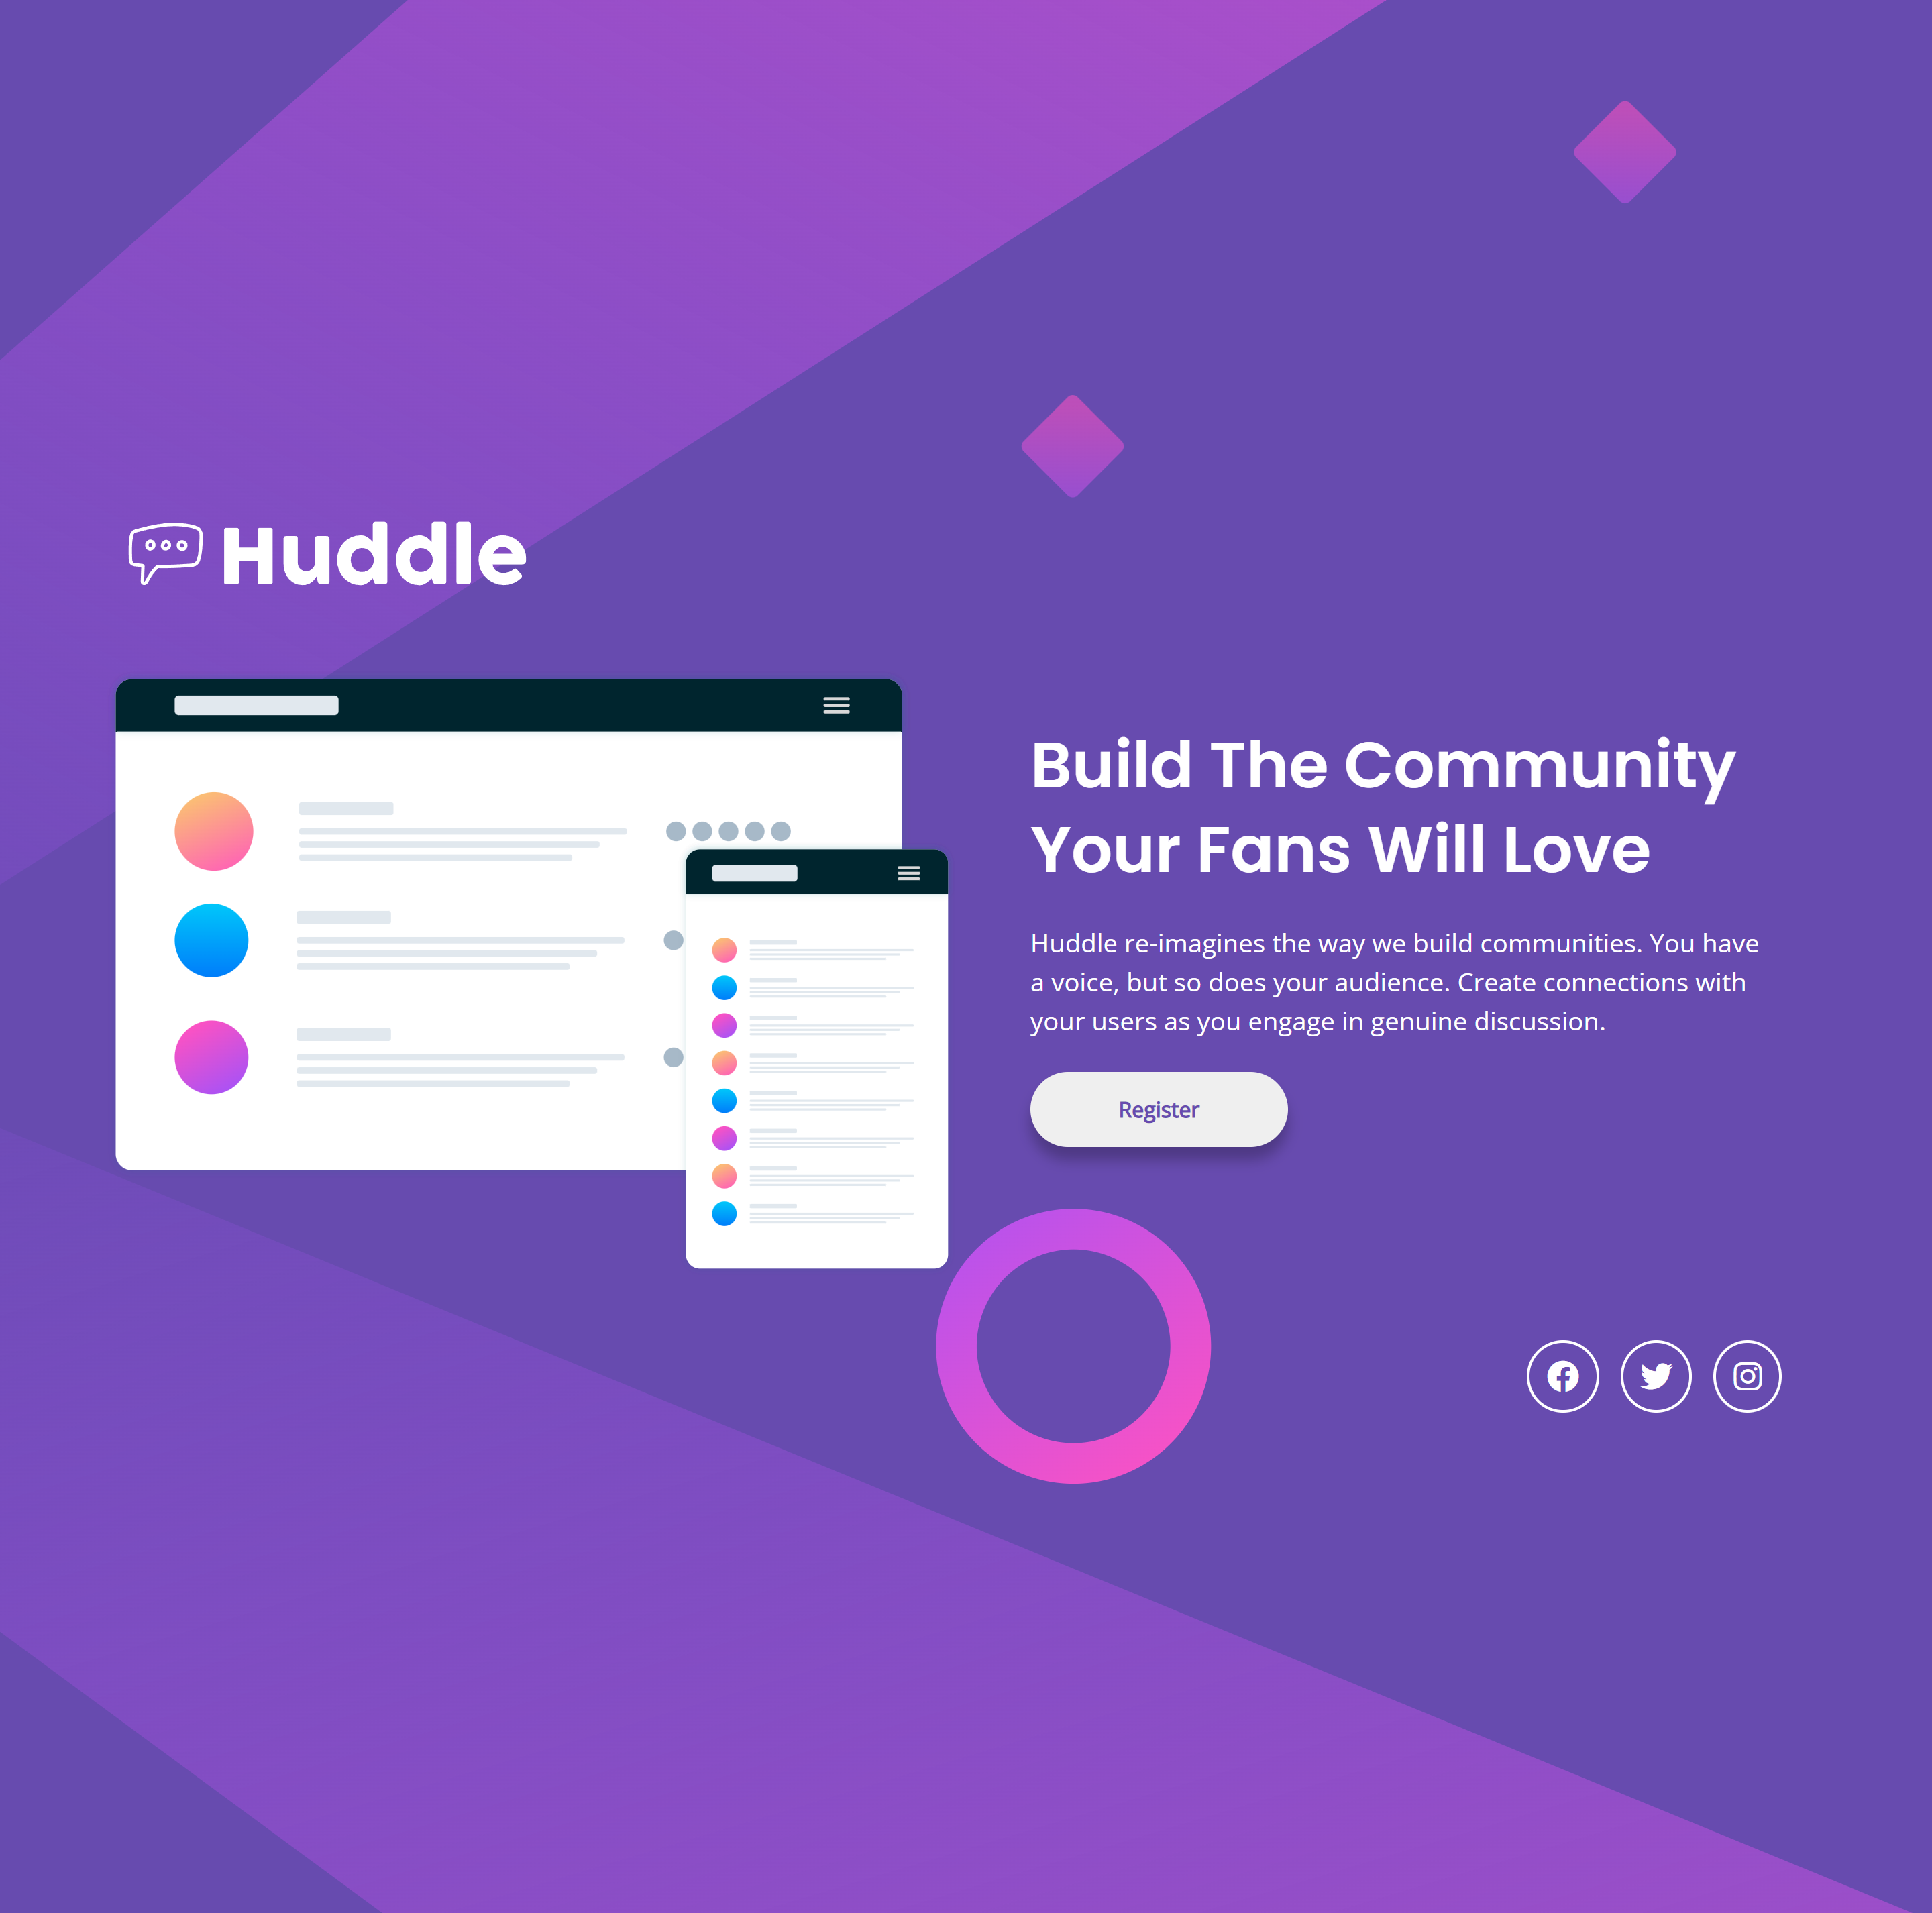 Huddle
Build The Community
Your Fans Will Love
Huddle re-imagines the way we build communities. You have
a voice, but so does your audience. Create connections with
your users as you engage in genuine discussion.
Register